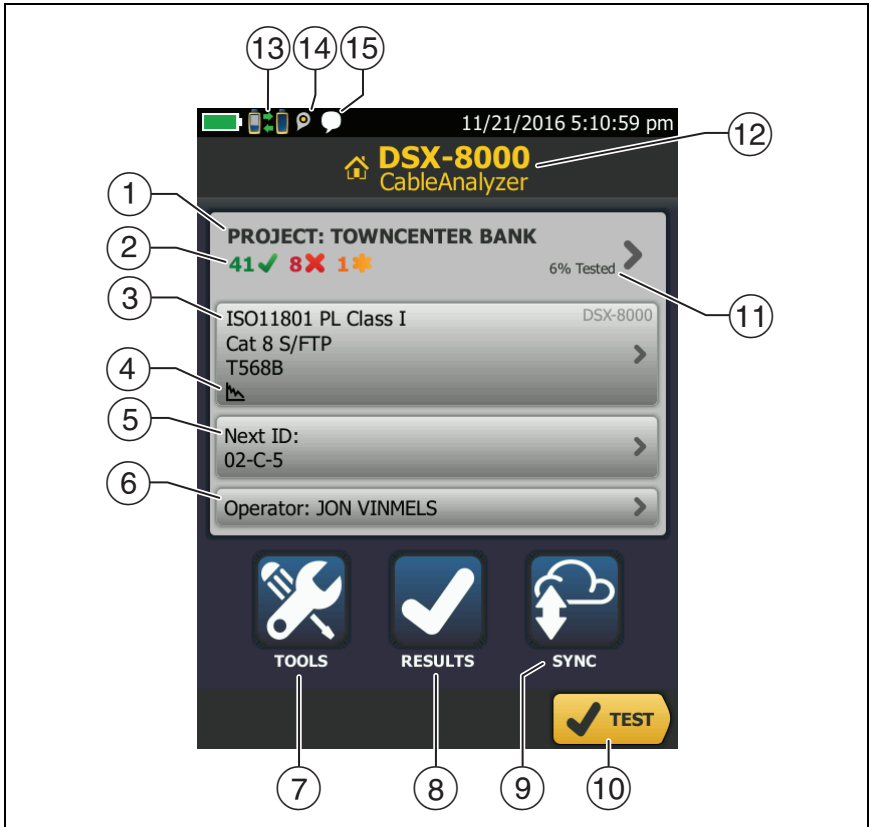 13 14 15
11/21/2016 5:10:59 pm
DSX-8000
12
CableAnalyzer
1
PROJECT: TOWNCENTER BANK
2
41 8 1
6% Tested
3
ISO11801 PL Class I
DSX-8000
11
Cat 8 S/FTP
T568B
4
5
Next ID:
02-C-5
6
Operator: JON VINMELS
TOOLS RESULTS SYNC
TEST
7 8 9 10